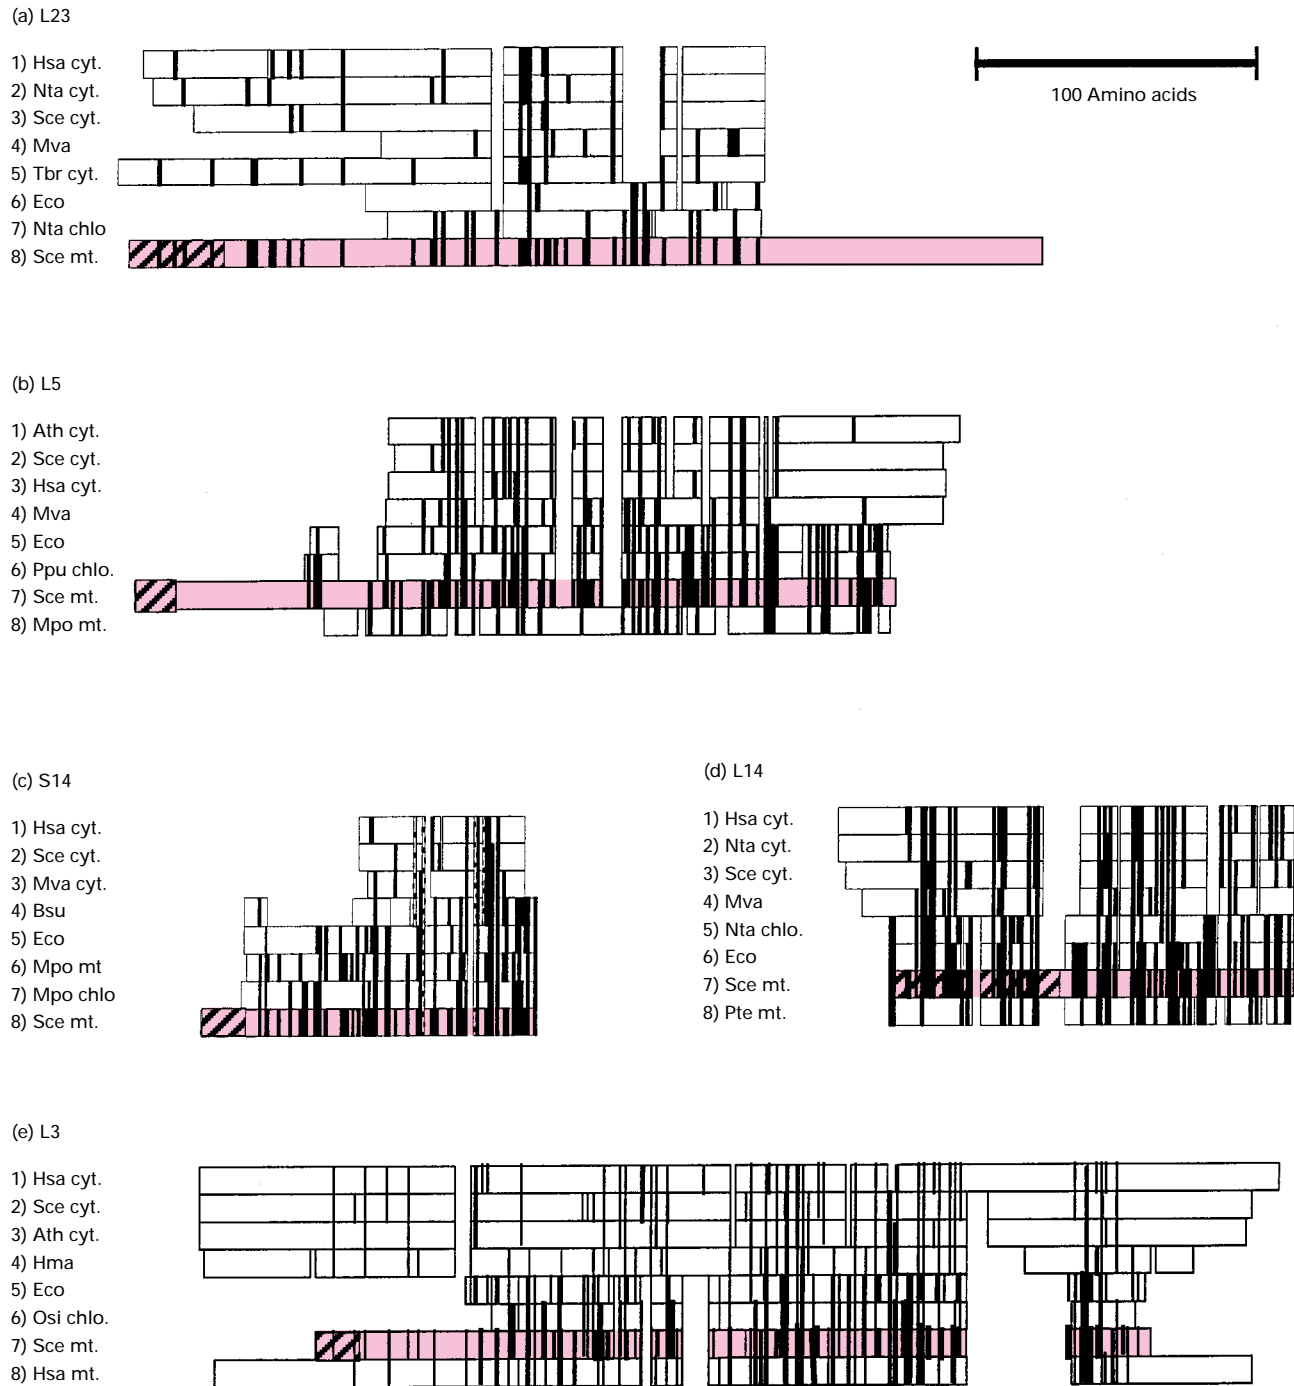 (a) L23
1) Hsa cyt.
2) Nta cyt.
3) Sce cyt.
4) Mva
5) Tbr cyt.
6) Eco
7) Nta chlo
8) Sce mt.
100 Amino acids
(b) L5
1) Ath cyt.
2) Sce cyt.
3) Hsa cyt.
4) Mva
5) Eco
6) Ppu chlo.
7) Sce mt.
8) Mpo mt.
(c) S14
1) Hsa cyt.
2) Sce cyt.
3) Mva cyt.
4) Bsu
5) Eco
6) Mpo mt
7) Mpo chlo
8) Sce mt.
(d) L14
1) Hsa cyt.
2) Nta cyt.
3) Sce cyt.
4) Mva
5) Nta chlo.
6) Eco
7) Sce mt.
8) Pte mt.
(e) L3
1) Hsa cyt.
2) Sce cyt.
3) Ath cyt.
4) Hma
5) Eco
6) Osi chlo.
7) Sce mt.
8) Hsa mt.